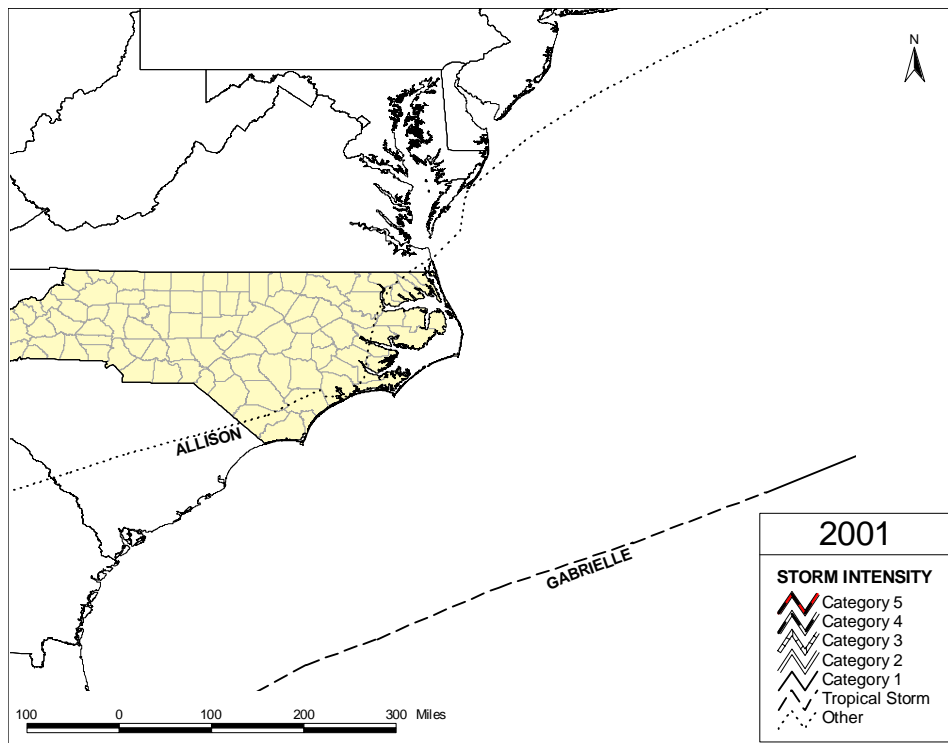 N
ALLISON
GABRIELLE
2001
STORM INTENSITY
Category 5
Category 4
Category 3
Category 2
Category 1
Tropical Storm
Other
100 0 100 200 300 Miles